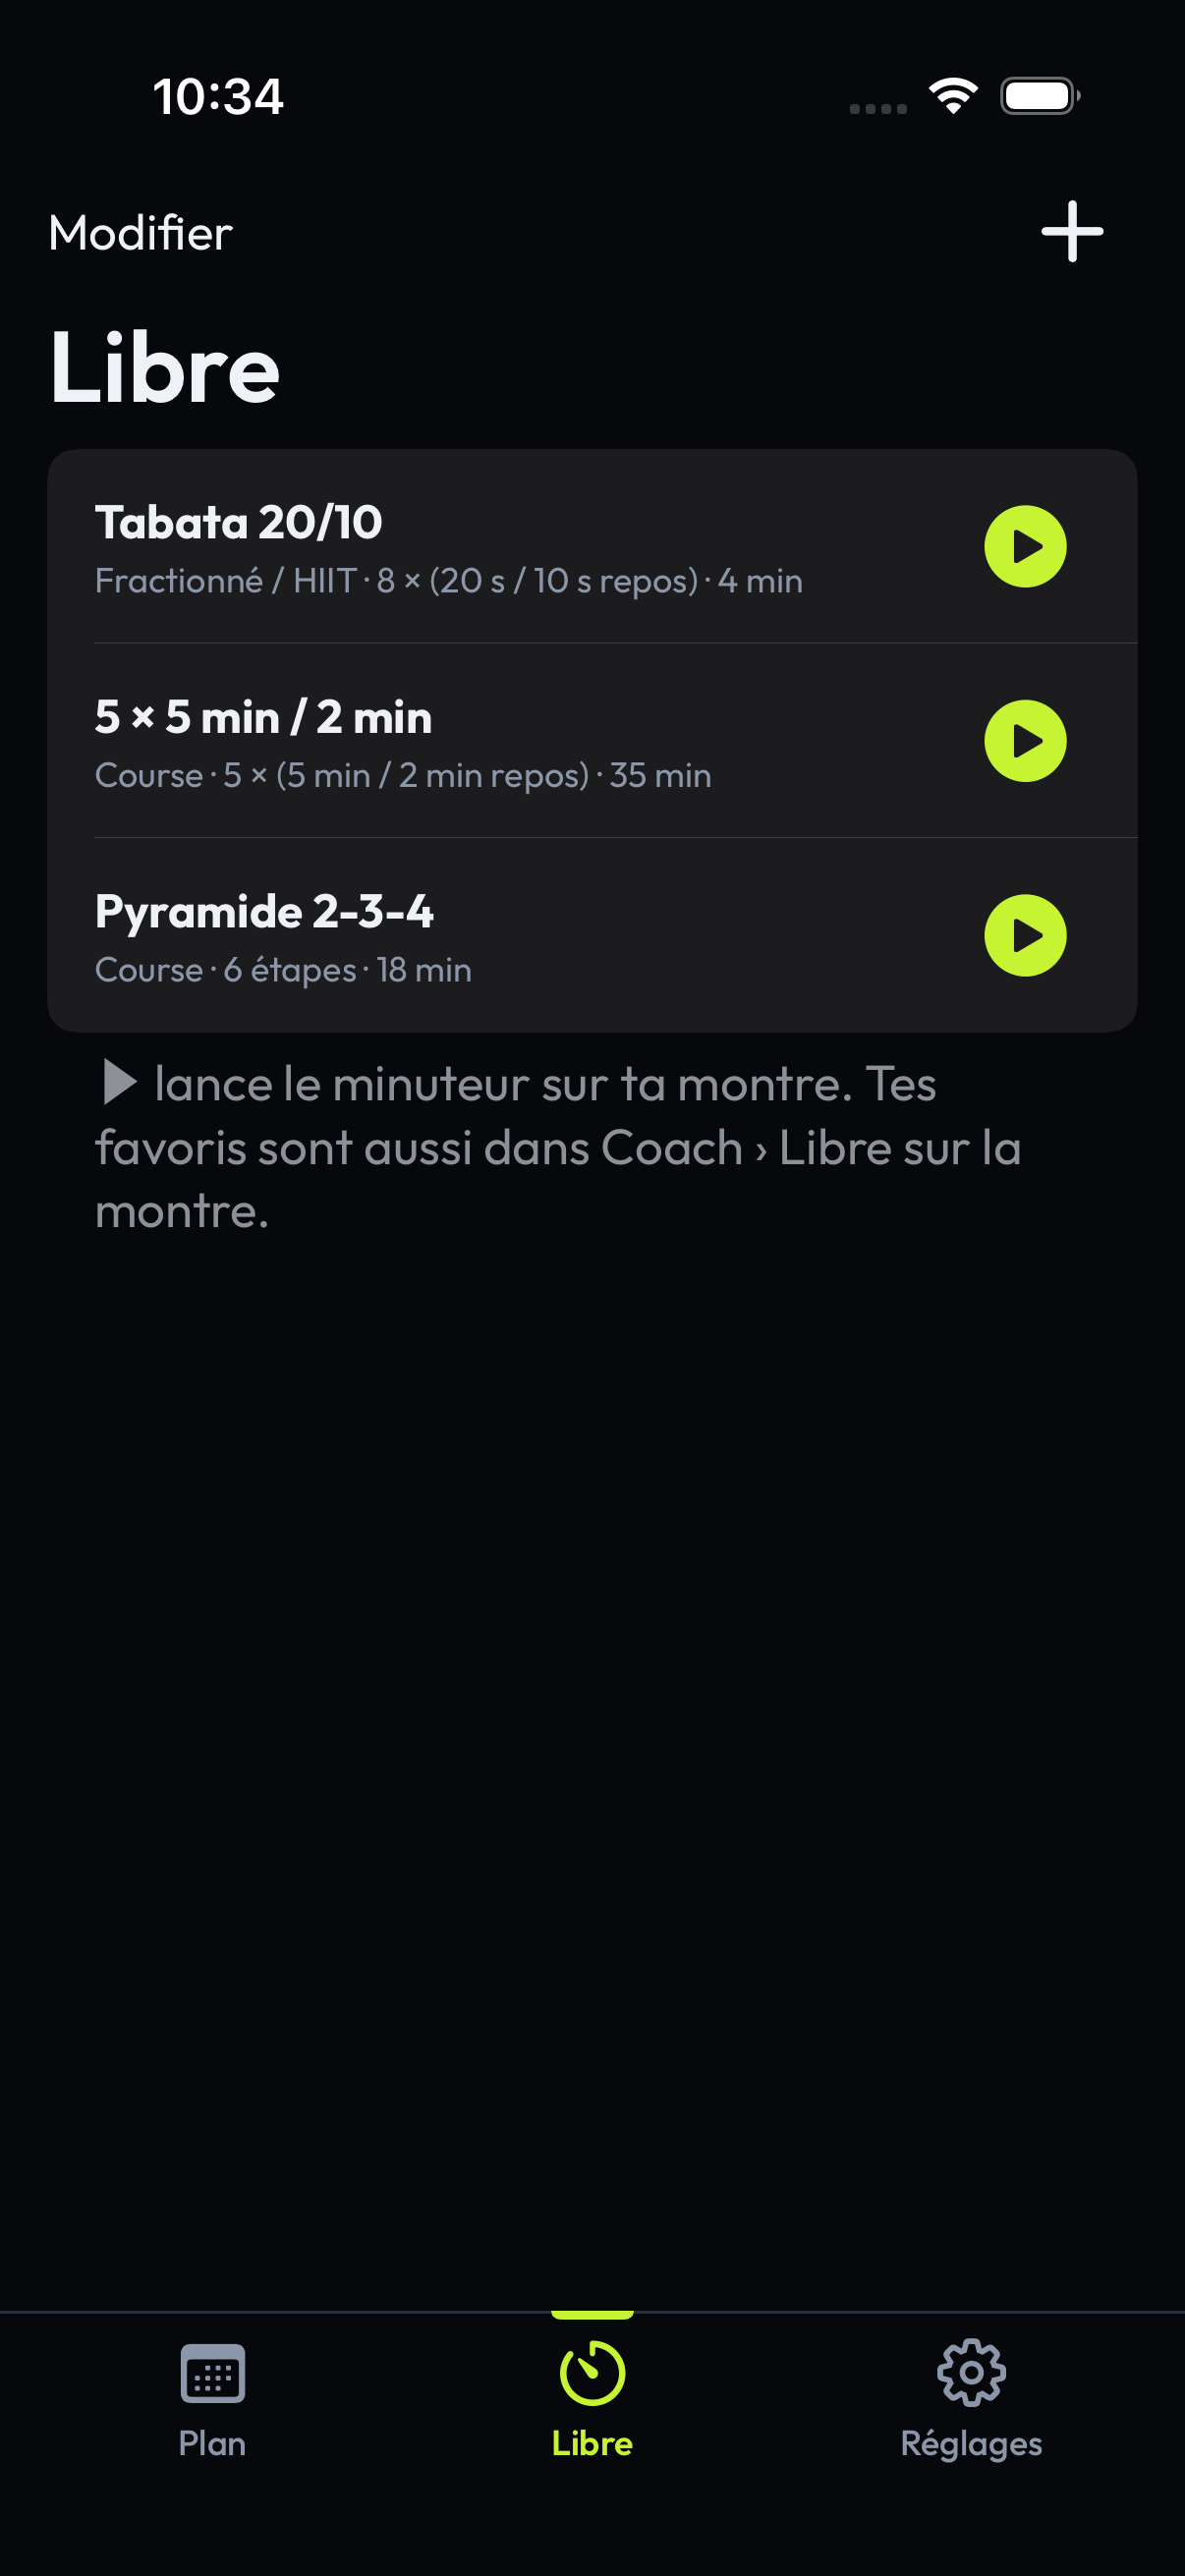 10:34
Modifier
Libre
Tabata 20/10
Fractionné / HIIT · 8 × (20 s / 10 s repos) · 4 min
5 × 5 min / 2 min
Course · 5 × (5 min / 2 min repos) · 35 min
Pyramide 2-3-4
Course · 6 étapes · 18 min
lance le minuteur sur ta montre. Tes
favoris sont aussi dans Coach › Libre sur la
montre.
Plan
Libre
Réglages